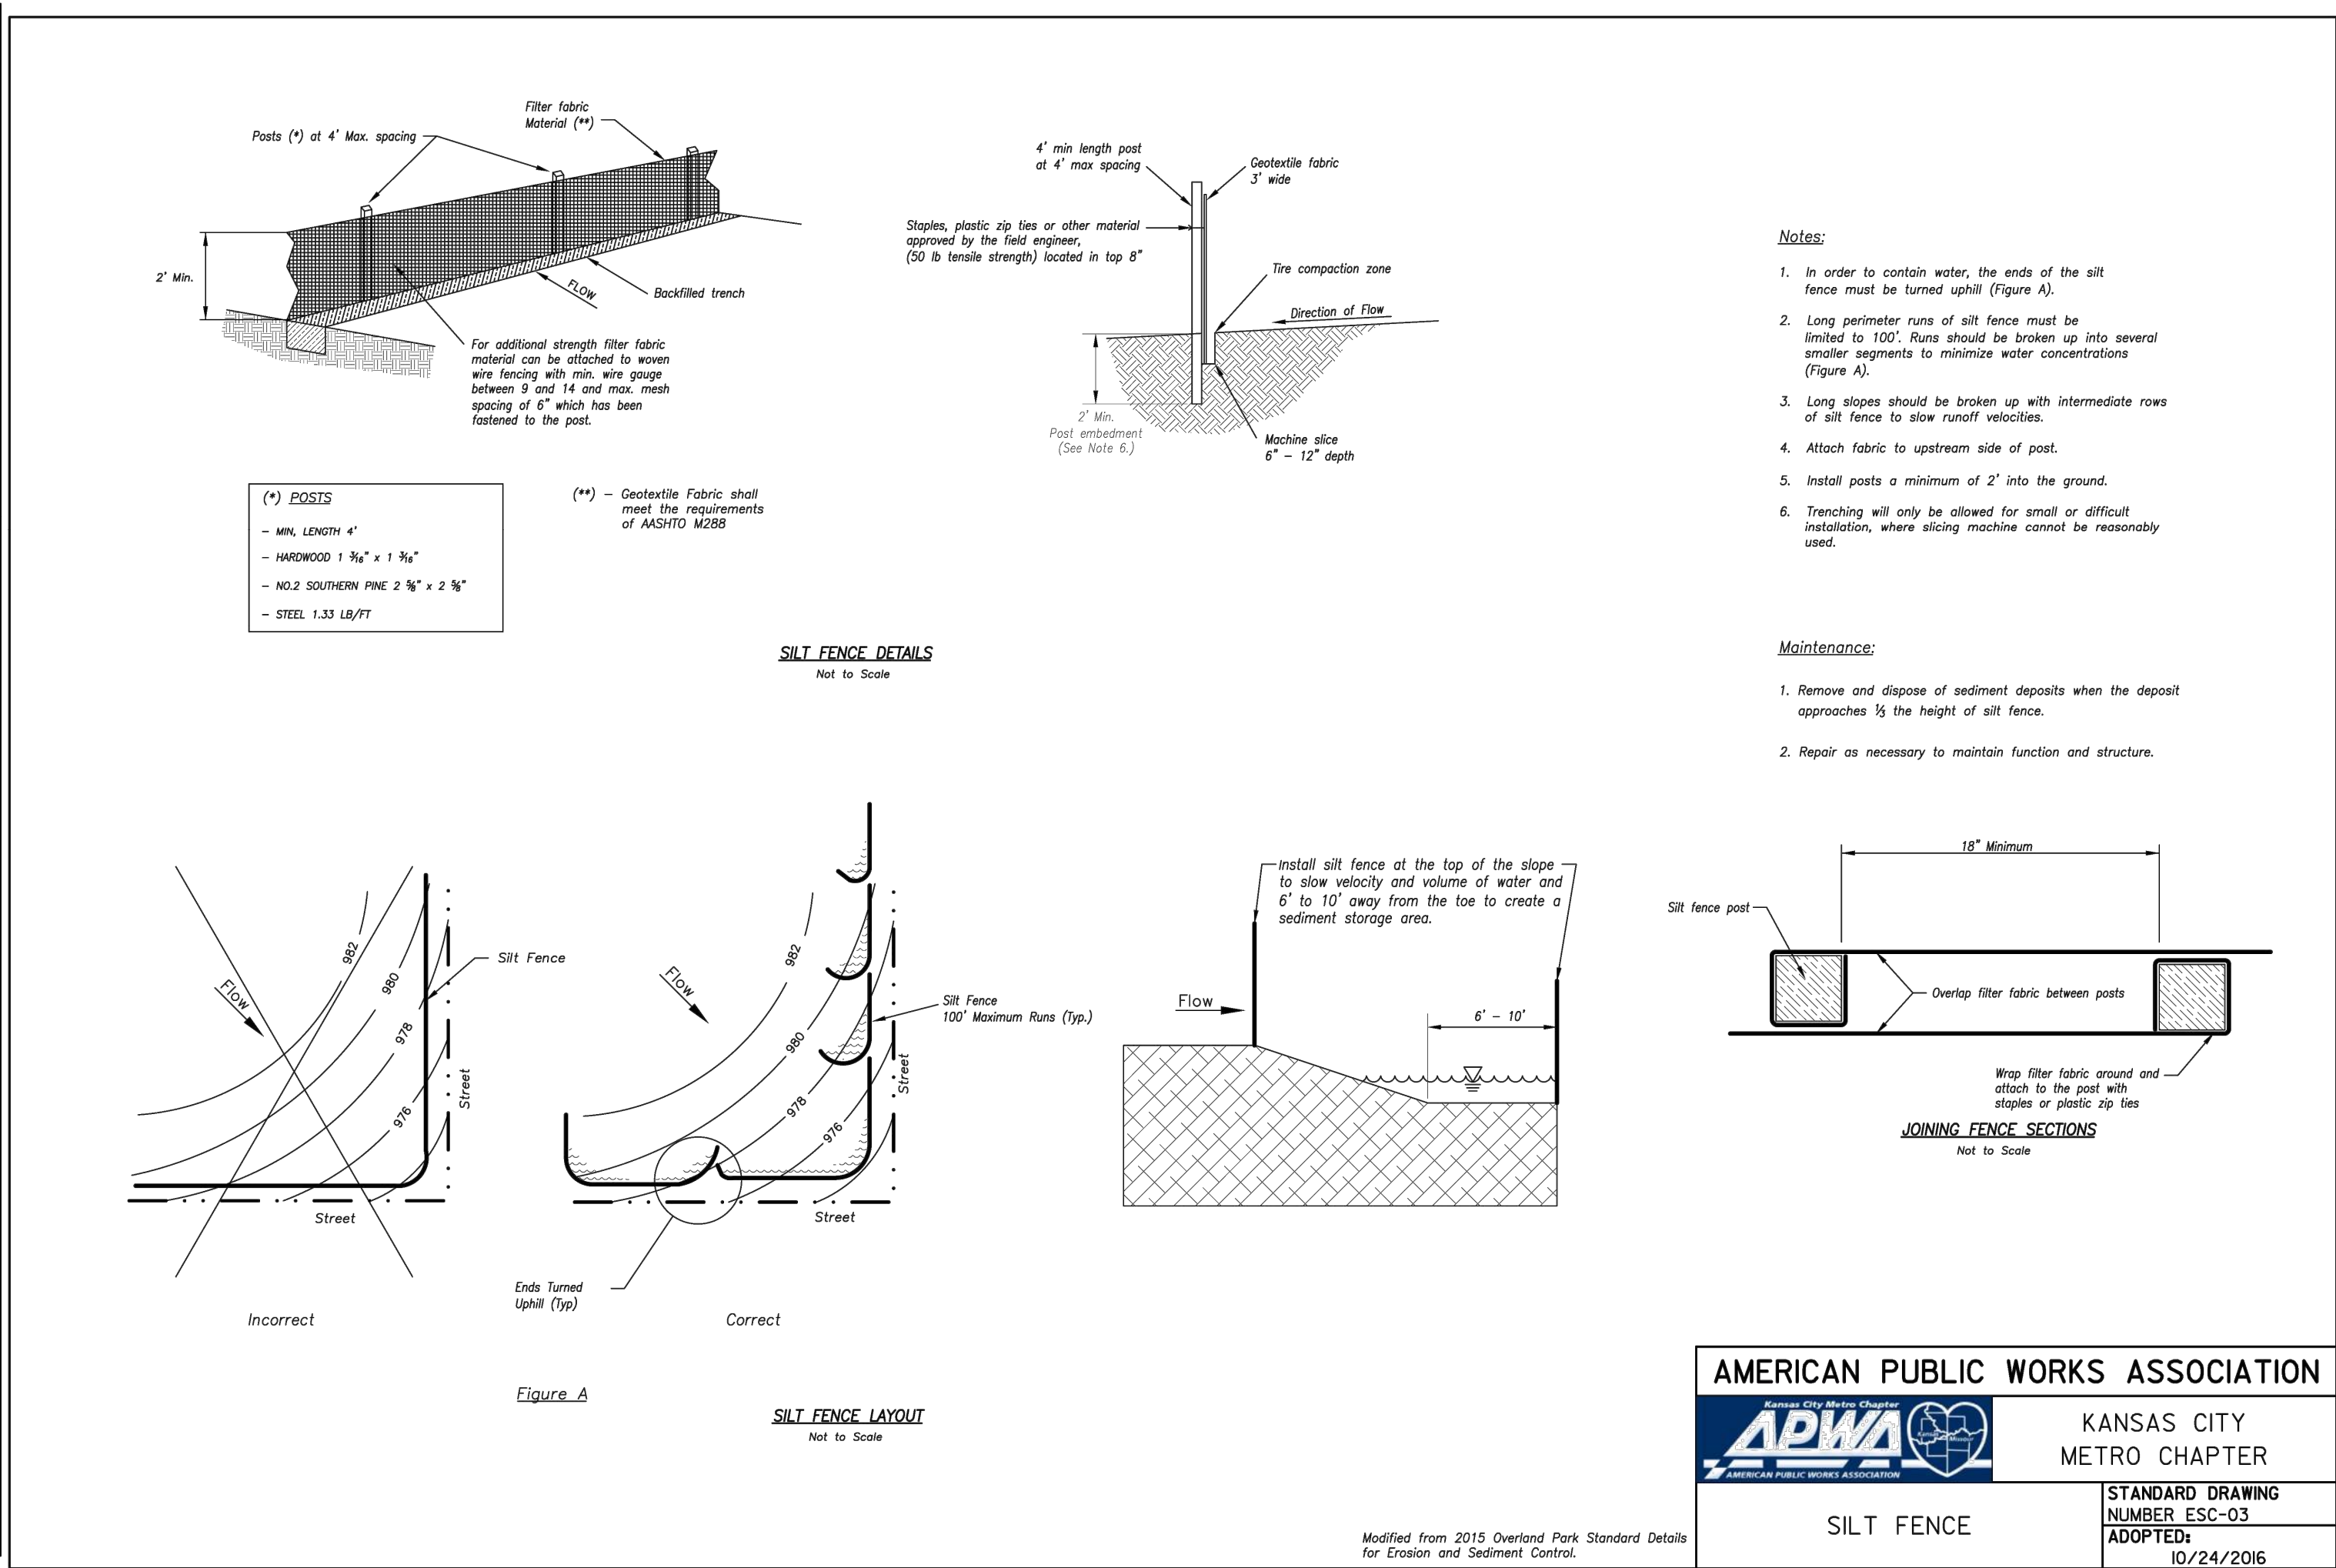 Filter fabric
Material (**)
Posts (*) at 4' Max. spacing
2' Min.
FLOW
Backfilled trench
For additional strength filter fabric
material can be attached to woven
wire fencing with min. wire gauge
between 9 and 14 and max. mesh
spacing of 6" which has been
fastened to the post.
4' min length post
at 4' max spacing
Geotextile fabric
3' wide
Staples, plastic zip ties or other material
approved by the field engineer,
(50 lb tensile strength) located in top 8"
Tire compaction zone
Direction of Flow
2' Min.
Post embedment
(See Note 6.)
Machine slice
6" – 12" depth
(*) POSTS
– MIN, LENGTH 4'
– HARDWOOD 1 3/16" x 1 3/16"
– NO.2 SOUTHERN PINE 2 5/8" x 2 5/8"
– STEEL 1.33 LB/FT
(**) – Geotextile Fabric shall
meet the requirements
of AASHTO M288
SILT FENCE DETAILS
Not to Scale
Notes:
1. In order to contain water, the ends of the silt
fence must be turned uphill (Figure A).
2. Long perimeter runs of silt fence must be
limited to 100'. Runs should be broken up into several
smaller segments to minimize water concentrations
(Figure A).
3. Long slopes should be broken up with intermediate rows
of silt fence to slow runoff velocities.
4. Attach fabric to upstream side of post.
5. Install posts a minimum of 2' into the ground.
6. Trenching will only be allowed for small or difficult
installation, where slicing machine cannot be reasonably
used.
Maintenance:
1. Remove and dispose of sediment deposits when the deposit
approaches 1/3 the height of silt fence.
2. Repair as necessary to maintain function and structure.
982
980
978
976
Flow
Silt Fence
Street
Street
Incorrect
982
980
978
976
Flow
Silt Fence
100' Maximum Runs (Typ.)
Street
Street
Ends Turned
Uphill (Typ)
Correct
Figure A
SILT FENCE LAYOUT
Not to Scale
Install silt fence at the top of the slope
to slow velocity and volume of water and
6' to 10' away from the toe to create a
sediment storage area.
Flow
6' – 10'
18" Minimum
Silt fence post
Overlap filter fabric between posts
Wrap filter fabric around and
attach to the post with
staples or plastic zip ties
JOINING FENCE SECTIONS
Not to Scale
Modified from 2015 Overland Park Standard Details
for Erosion and Sediment Control.
AMERICAN PUBLIC WORKS ASSOCIATION
Kansas City Metro Chapter
APWA
Kansas
Missouri
AMERICAN PUBLIC WORKS ASSOCIATION
KANSAS CITY
METRO CHAPTER
SILT FENCE
STANDARD DRAWING
NUMBER ESC-03
ADOPTED:
10/24/2016